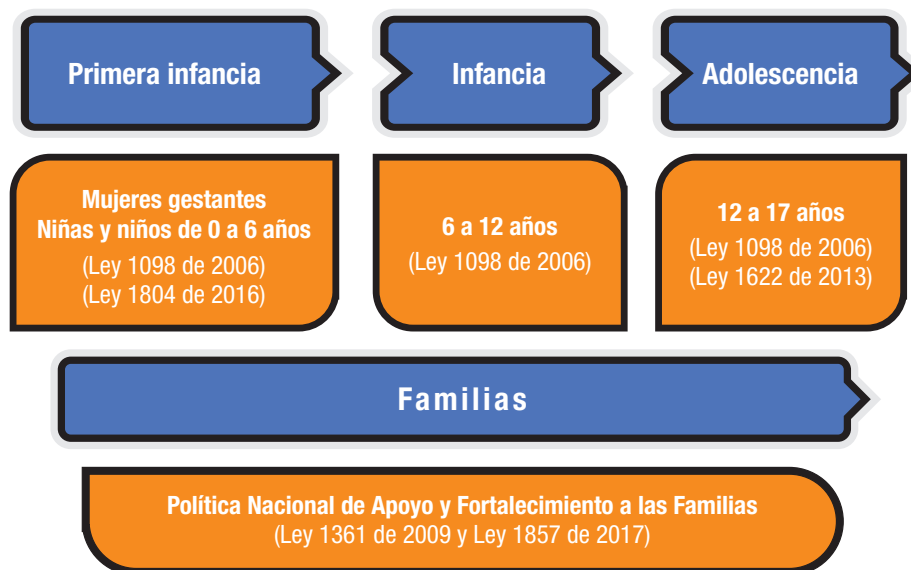 Primera infancia
Infancia
Adolescencia
Mujeres gestantes
Niñas y niños de 0 a 6 años
(Ley 1098 de 2006)
(Ley 1804 de 2016)
6 a 12 años
(Ley 1098 de 2006)
12 a 17 años
(Ley 1098 de 2006)
(Ley 1622 de 2013)
Familias
Política Nacional de Apoyo y Fortalecimiento a las Familias
(Ley 1361 de 2009 y Ley 1857 de 2017)